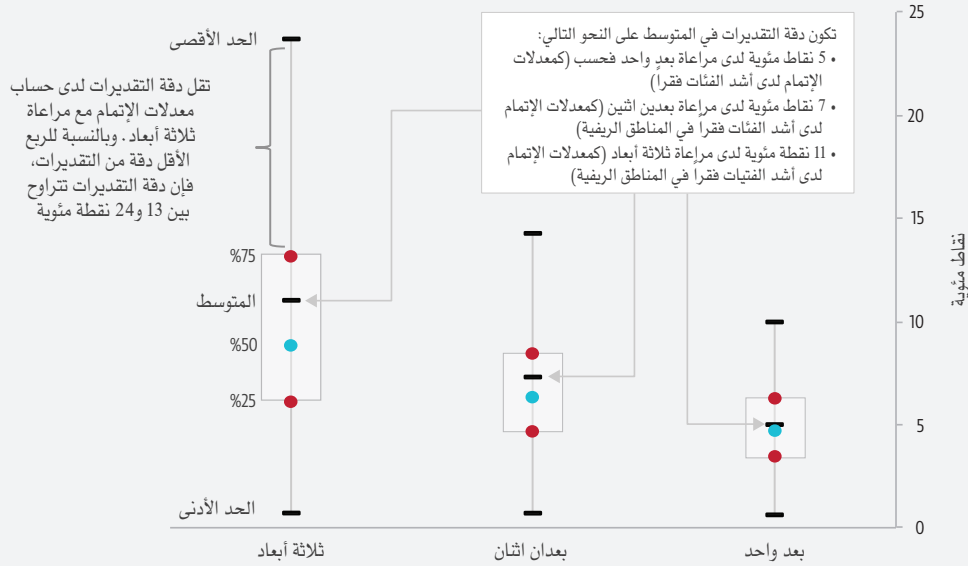 تكون دقة التقديرات في المتوسط على النحو التالي:
• 5 نقاط مئوية لدى مراعاة بعدٍ واحد فحسب (كمعدلات
الإتمام لدى أشد الفئات فقرا)
• 7 نقاط مئوية لدى مراعاة بعدين اثنين (كمعدلات الإتمام
لدى أشد الفئات فقراً في المناطق الريفية)
• 11 نقطة مئوية لدى مراعاة ثلاثة أبعاد (كمعدلات الإتمام
لدى أشد الفتيات فقراً في المناطق الريفية)
الحد الأقصى
تقل دقة التقديرات لدى حساب
معدلات الإتمام مع مراعاة
ثلاثة أبعاد. وبالنسبة للربع
الأقل دقة من التقديرات،
فإن دقة التقديرات تتراوح
بين 13 و24 نقطة مئوية
%75
المتوسط
%50
%25
الحد الأدنى
25
20
15
10
5
0
نقاط مئوية
بعد واحد
بعدان اثنان
ثلاثة أبعاد